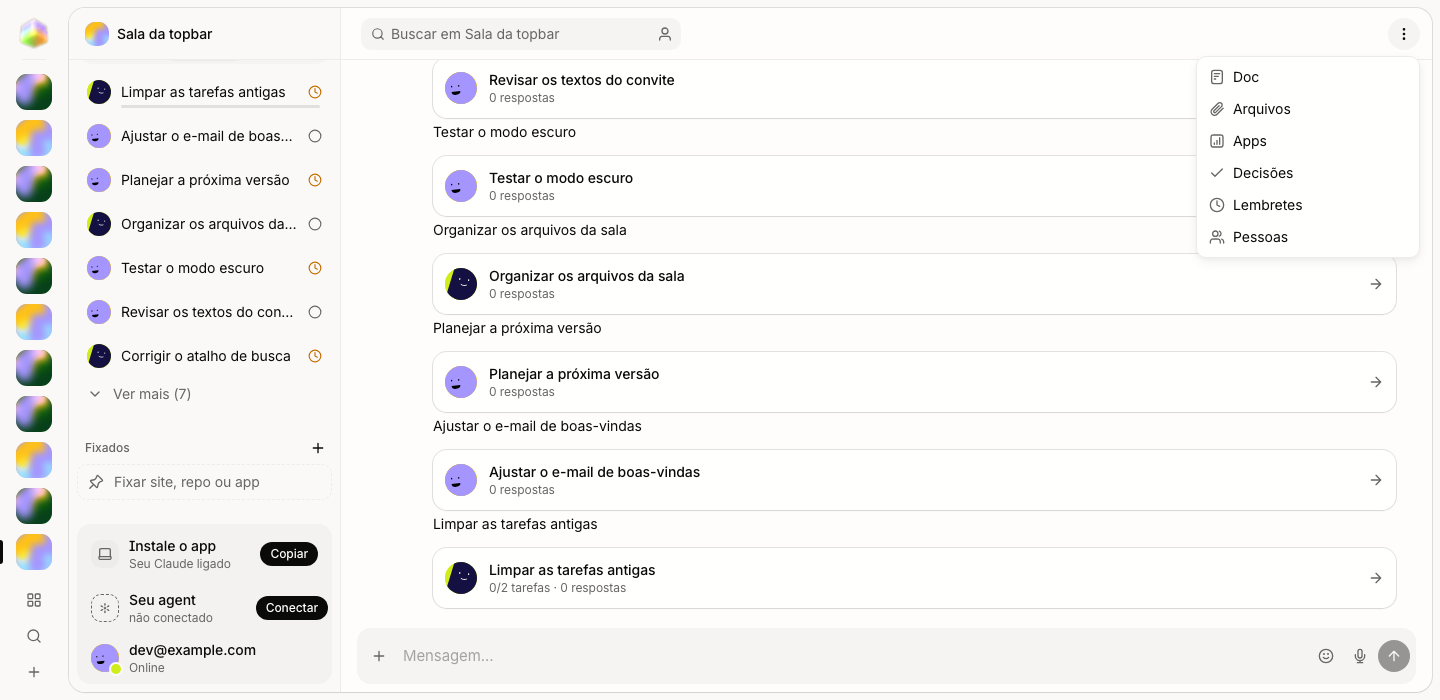 Sala da topbar
Limpar as tarefas antigas
Ajustar o e-mail de boas...
Planejar a próxima versão
Organizar os arquivos da...
Testar o modo escuro
Revisar os textos do con...
Corrigir o atalho de busca
Ver mais (7)
Fixados
Fixar site, repo ou app
Instale o app
Seu Claude ligado
Copiar
Seu agent
não conectado
Conectar
dev@example.com
Online
Buscar em Sala da topbar
Revisar os textos do convite
0 respostas
Testar o modo escuro
Testar o modo escuro
0 respostas
Organizar os arquivos da sala
Organizar os arquivos da sala
0 respostas
Planejar a próxima versão
Planejar a próxima versão
0 respostas
Ajustar o e-mail de boas-vindas
Ajustar o e-mail de boas-vindas
0 respostas
Limpar as tarefas antigas
Limpar as tarefas antigas
0/2 tarefas · 0 respostas
Mensagem...
Doc
Arquivos
Apps
Decisões
Lembretes
Pessoas